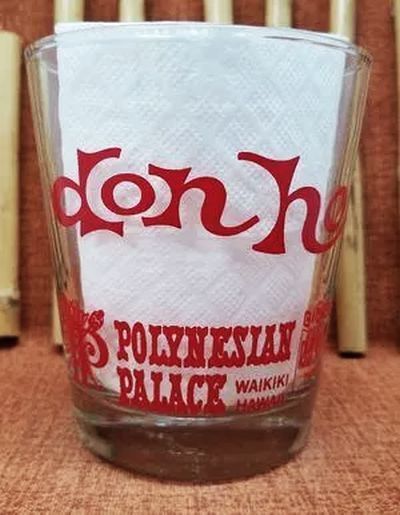 don ho
POLYNESIAN
PALACE WAIKIKI
HAWAII